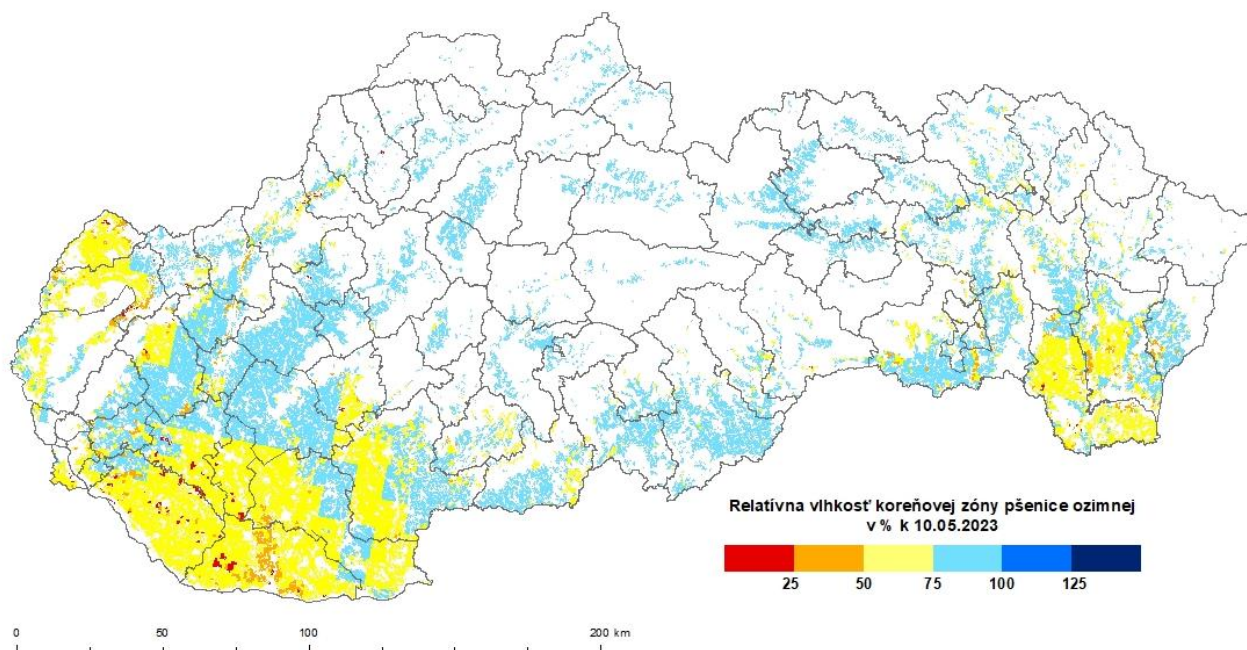 Relatívna vlhkosť koreňovej zóny pšenice ozimnej
v % k 10.05.2023
25 50 75 100 125
0 50 100 200 km